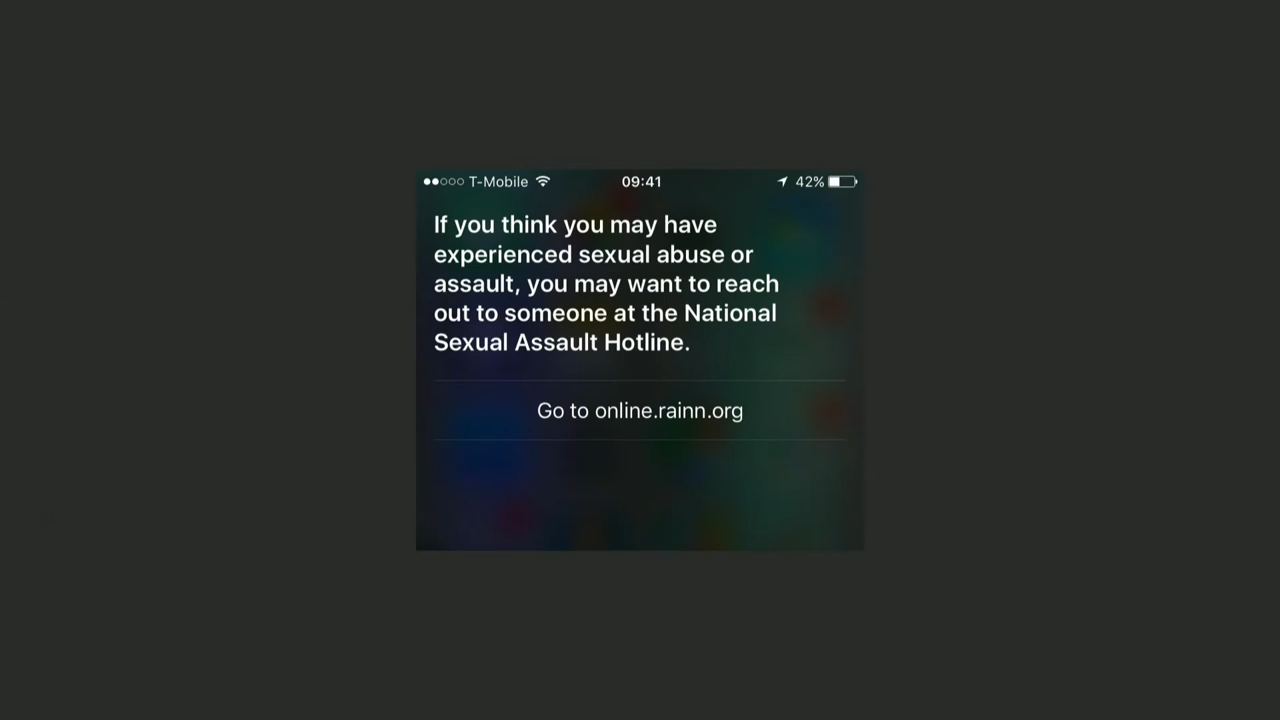 T-Mobile 09:41 42%
If you think you may have
experienced sexual abuse or
assault, you may want to reach
out to someone at the National
Sexual Assault Hotline.
Go to online.rainn.org